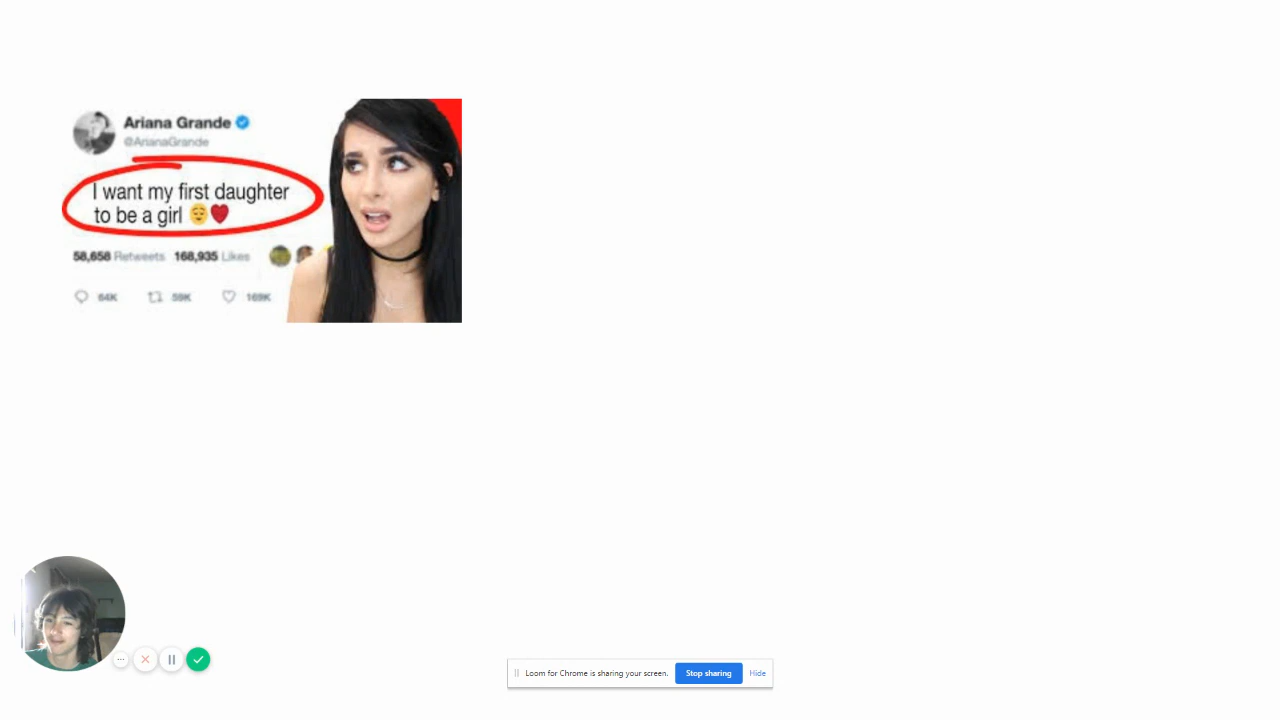 Ariana Grande
@ArianaGrande
I want my first daughter
to be a girl 😌❤️
58,658 Retweets 168,935 Likes
64K 59K 169K
Loom for Chrome is sharing your screen. Stop sharing Hide